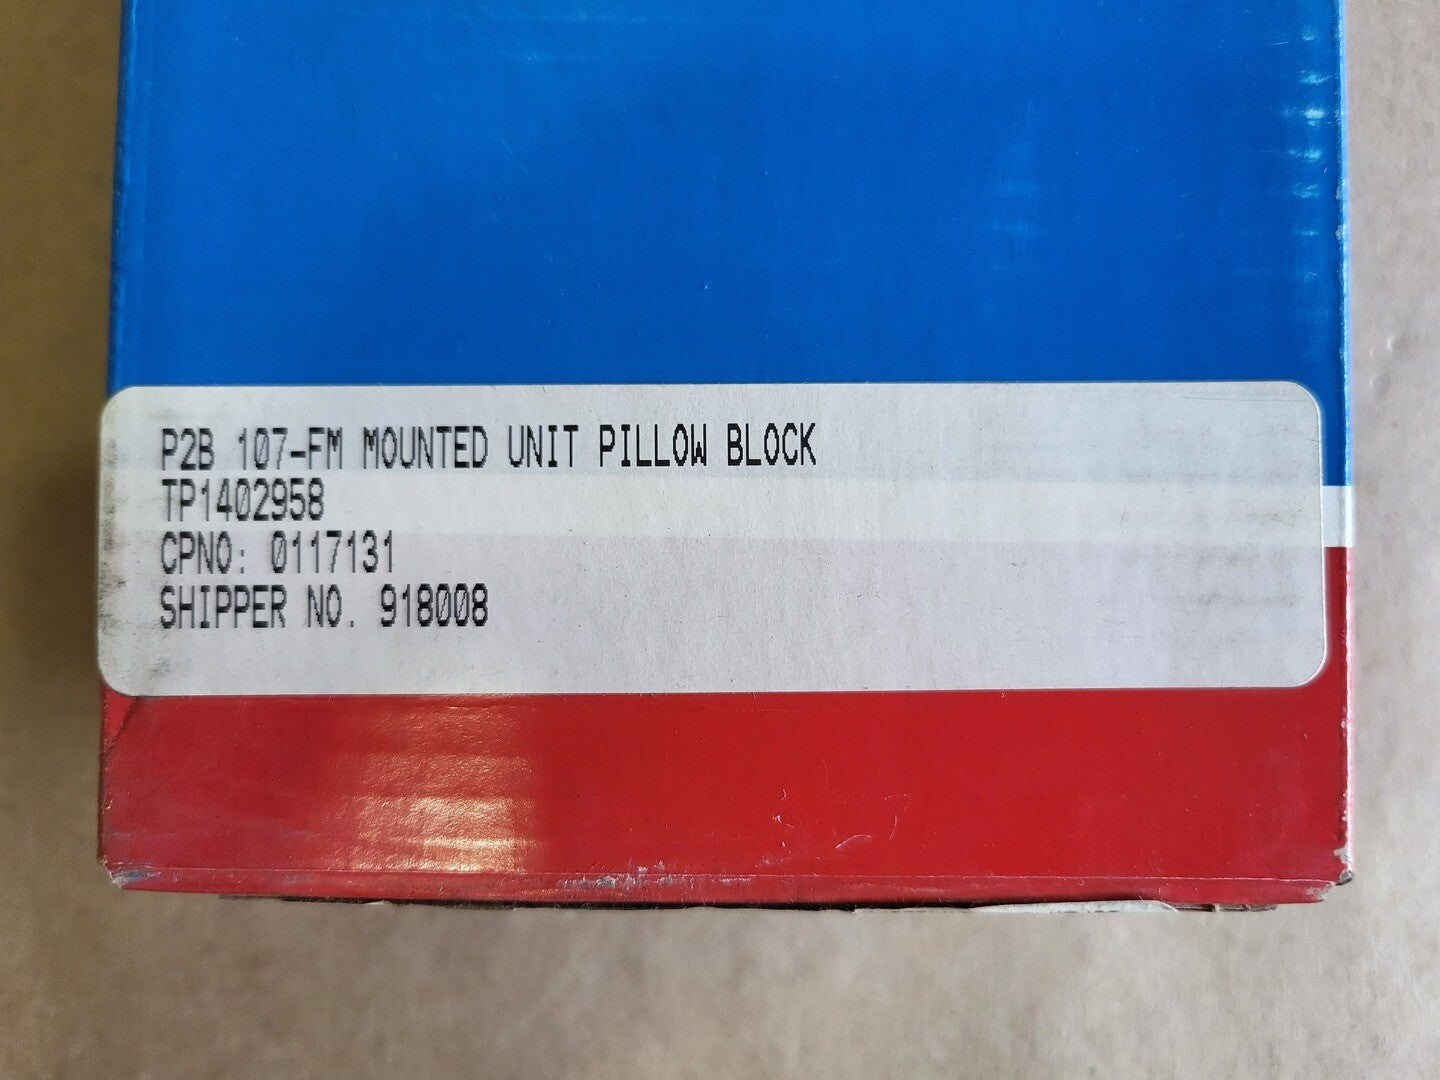 P2B 107-FM MOUNTED UNIT PILLOW BLOCK
TP1402958
CPNO: 0117131
SHIPPER NO. 918008